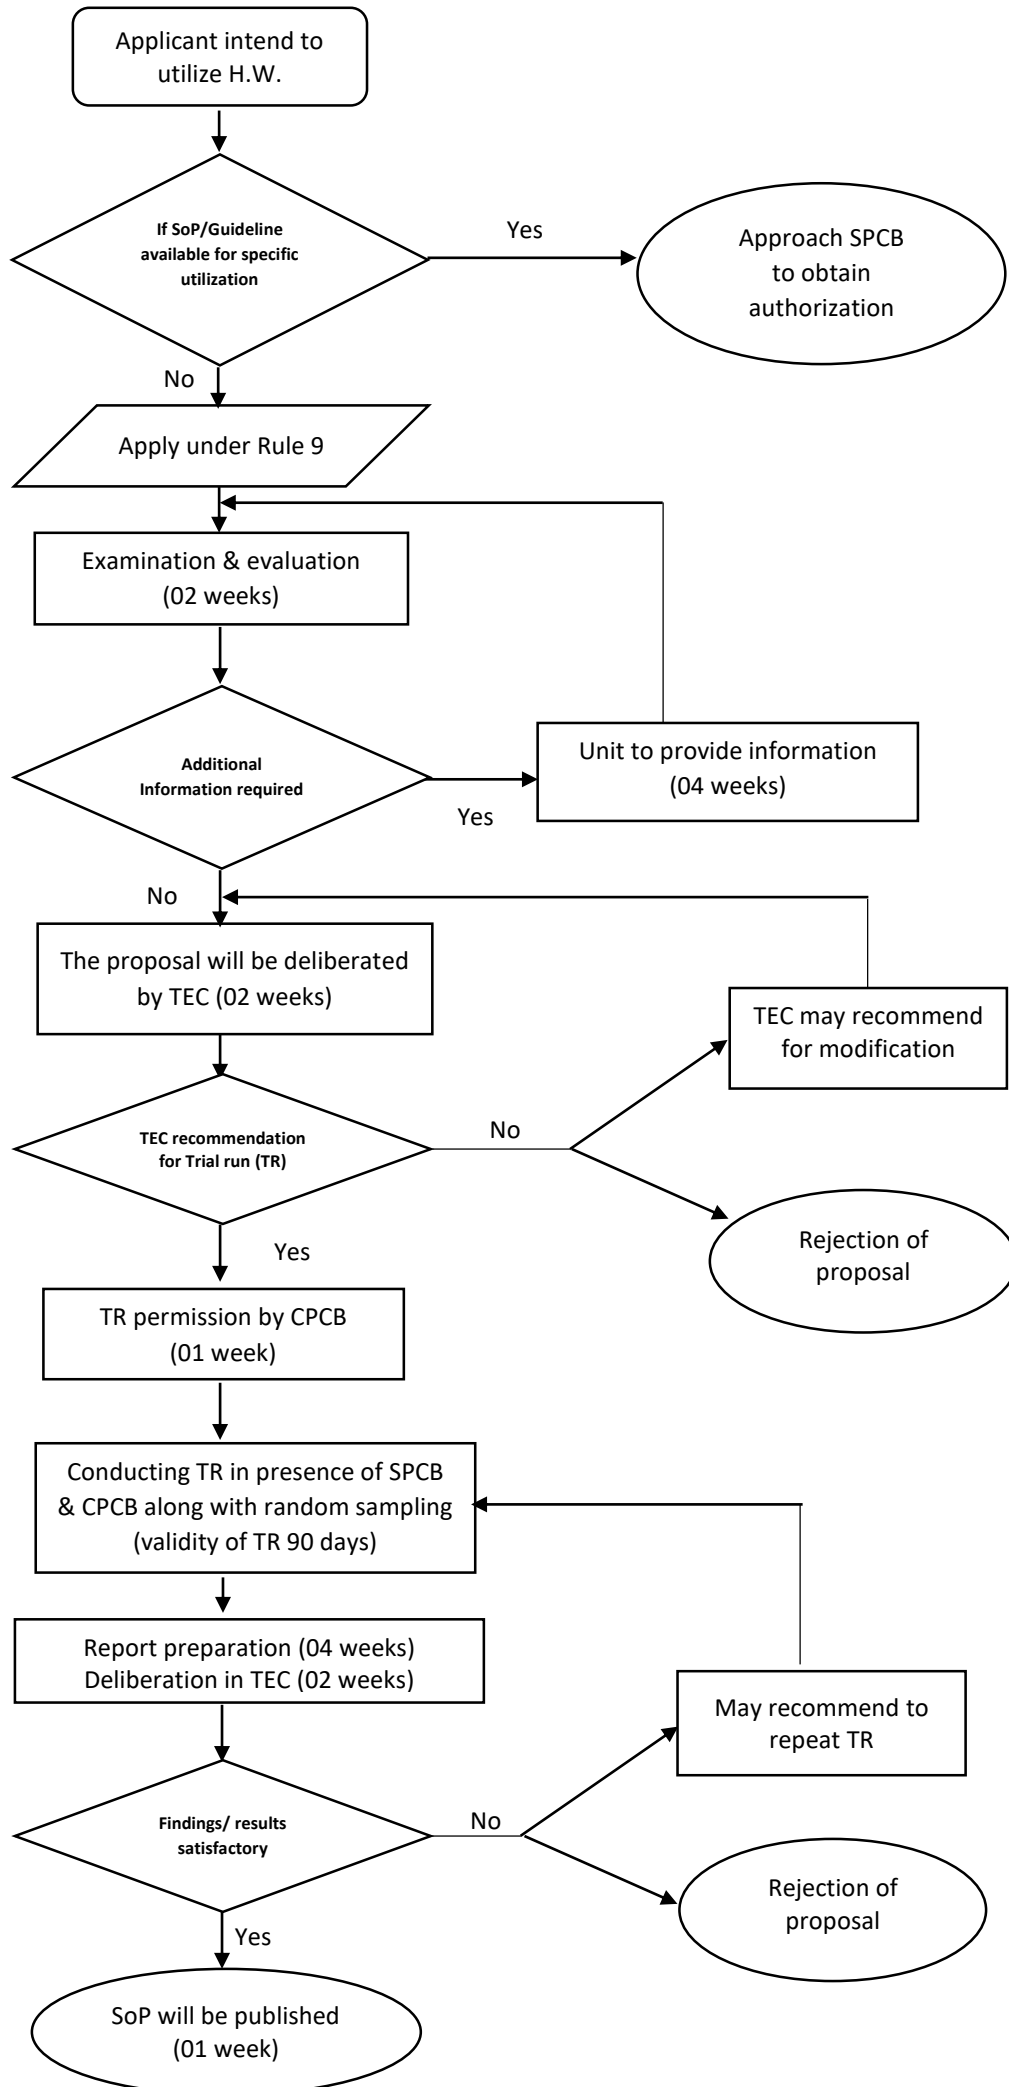 Applicant intend to
utilize H.W.
If SoP/Guideline
available for specific
utilization
Yes
Approach SPCB
to obtain
authorization
No
Apply under Rule 9
Examination & evaluation
(02 weeks)
Additional
Information required
Yes
Unit to provide information
(04 weeks)
No
The proposal will be deliberated
by TEC (02 weeks)
TEC may recommend
for modification
TEC recommendation
for Trial run (TR)
No
Rejection of
proposal
Yes
TR permission by CPCB
(01 week)
Conducting TR in presence of SPCB
& CPCB along with random sampling
(validity of TR 90 days)
Report preparation (04 weeks)
Deliberation in TEC (02 weeks)
May recommend to
repeat TR
Findings/ results
satisfactory
No
Rejection of
proposal
Yes
SoP will be published
(01 week)